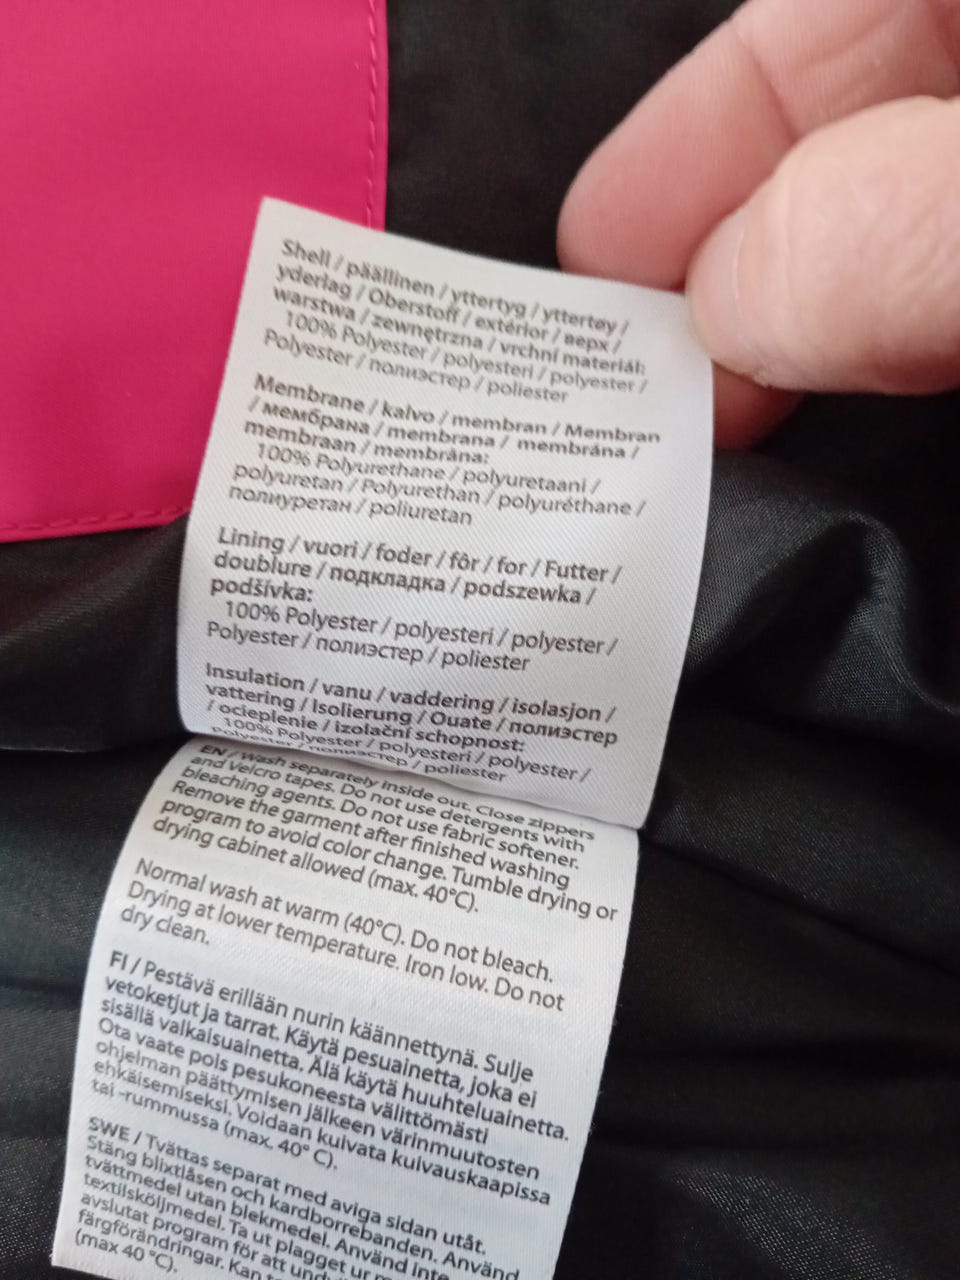 Shell / päällinen / yttertyg / yttertøy /
yderlag / Oberstoff / extérior / верх /
warstwa / zewnętrzna / vrchní materiál:
100% Polyester / polyesteri / polyester /
Polyester / полиэстер / poliester
Membrane / kalvo / membran / Membran
/ мембрана / membrana / membrána /
membraan / membrâna:
100% Polyurethane / polyuretaani /
polyuretan / Polyurethan / polyuréthane /
полиуретан / poliuretan
Lining / vuori / foder / fôr / for / Futter /
doublure / подкладка / podszewka /
podšívka:
100% Polyester / polyesteri / polyester /
Polyester / полиэстер / poliester
Insulation / vanu / vaddering / isolasjon /
vattering / Isolierung / Ouate / полиэстер
/ ocieplenie / izolační schopnost:
100% Polyester / polyesteri / polyester /
Polyester / полиэстер / poliester
EN / Wash separately inside out. Close zippers
and velcro tapes. Do not use detergents with
bleaching agents. Do not use fabric softener.
Remove the garment after finished washing
program to avoid color change. Tumble drying or
drying cabinet allowed (max. 40°C).
Normal wash at warm (40°C). Do not bleach.
Drying at lower temperature. Iron low. Do not
dry clean.
FI / Pestävä erillään nurin käännettynä. Sulje
vetoketjut ja tarrat. Käytä pesuainetta, joka ei
sisällä valkaisuainetta. Älä käytä huuhteluainetta.
Ota vaate pois pesukoneesta välittömästi
ohjelman päättymisen jälkeen värinmuutosten
ehkäisemiseksi. Voidaan kuivata kuivauskaapissa
tai -rummussa (max. 40° C).
SWE / Tvättas separat med aviga sidan utåt.
Stäng blixtlåsen och kardborrebanden. Använd
tvättmedel utan blekmedel. Använd inte
textilsköljmedel. Ta ut plagget ur
avslutat program för att
färgförändringar. Kan
(max 40 °C).